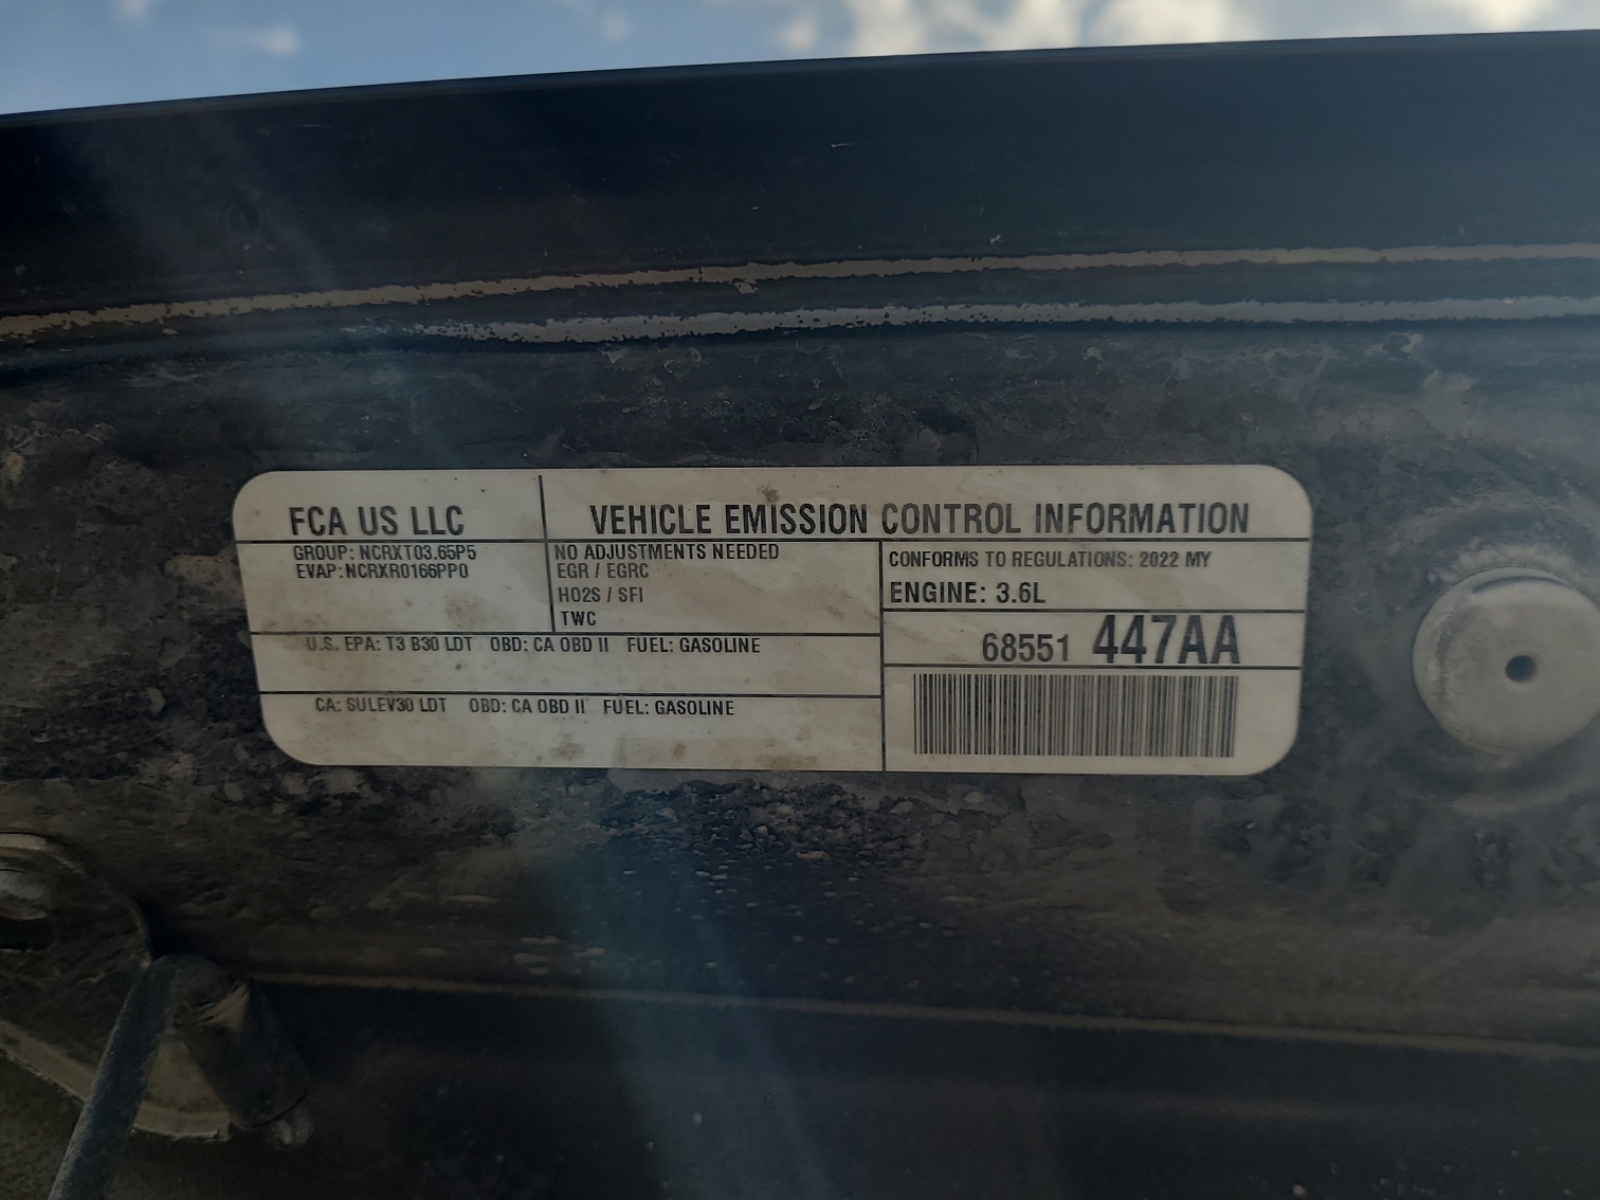 FCA US LLC
VEHICLE EMISSION CONTROL INFORMATION
GROUP: NCRXT03.65P5
EVAP: NCRXR0166PP0
NO ADJUSTMENTS NEEDED
EGR / EGRC
HO2S / SFI
TWC
CONFORMS TO REGULATIONS: 2022 MY
ENGINE: 3.6L
68551 447AA
U.S. EPA: T3 B30 LDT OBD: CA OBD II FUEL: GASOLINE
CA: SULEV30 LDT OBD: CA OBD II FUEL: GASOLINE